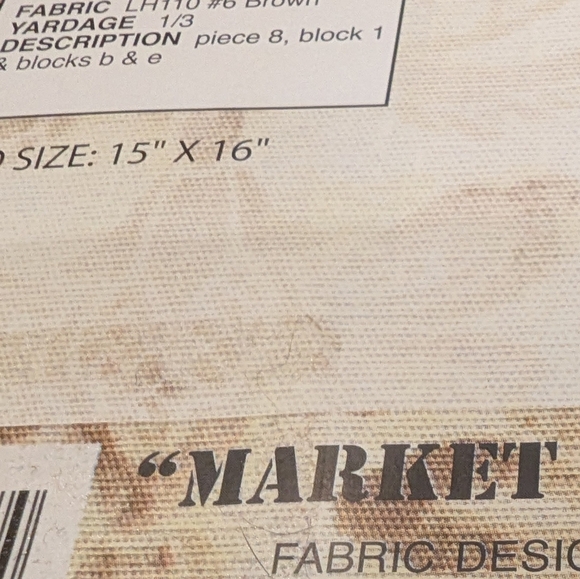 FABRIC LH110 #6 Brown
YARDAGE 1/3
DESCRIPTION piece 8, block 1
& blocks b & e
SIZE: 15" X 16"
“MARKET
FABRIC DESIG